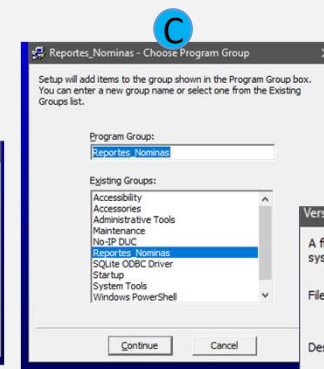 C
Reportes_Nominas - Choose Program Group
Setup will add items to the group shown in the Program Group box.
You can enter a new group name or select one from the Existing
Groups list.
Program Group:
Reportes_Nominas
Existing Groups:
Accessibility
Accessories
Administrative Tools
Maintenance
No-IP DUC
Reportes_Nominas
SQLite ODBC Driver
Startup
System Tools
Windows PowerShell
Continue
Cancel
Vers
A f
sys
File
Des